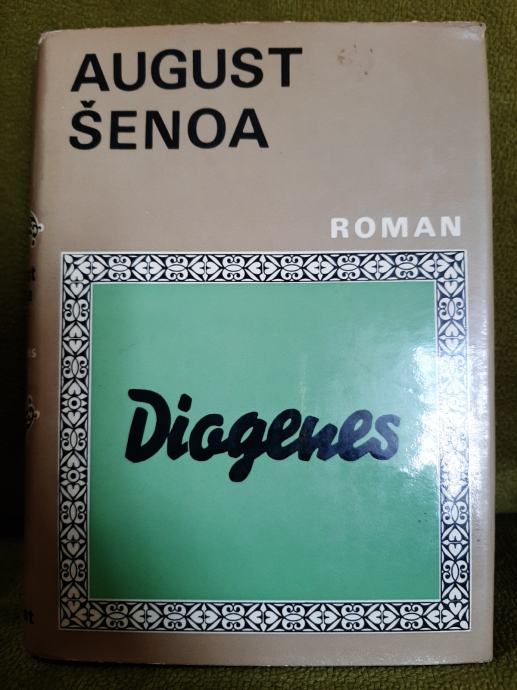 AUGUST
ŠENOA
ROMAN
Diogenes